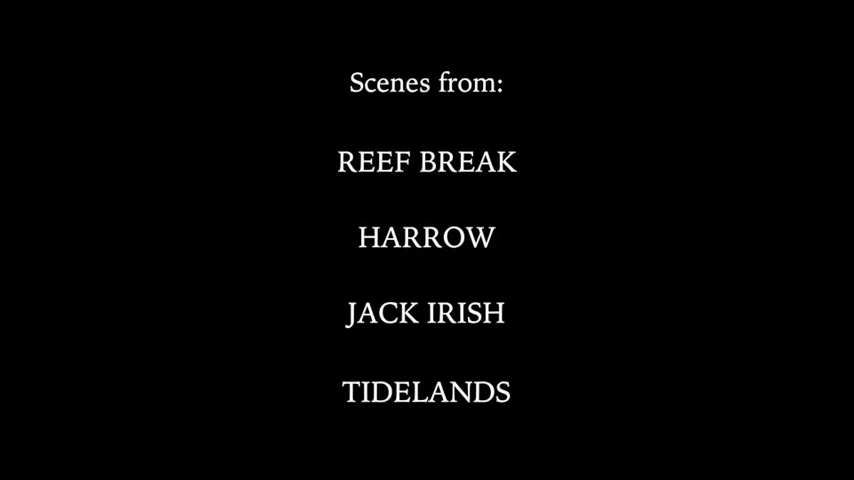 Scenes from:
REEF BREAK
HARROW
JACK IRISH
TIDELANDS